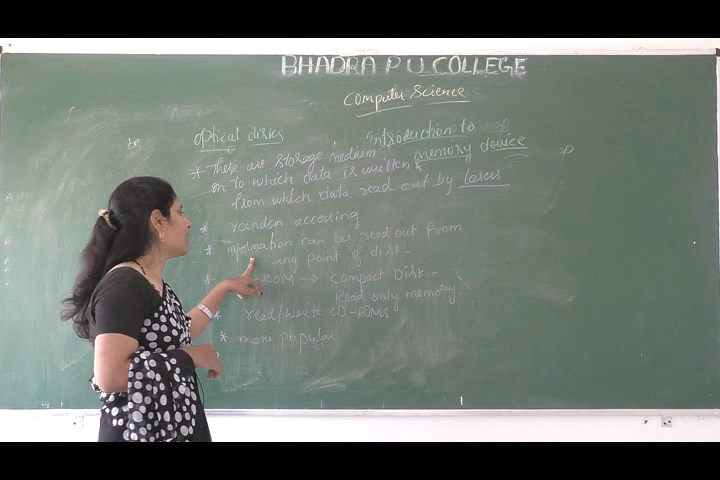 BHADRA P U COLLEGE
Computer Science
Introduction to
memory device
optical disks
* These are storage medium
on to which data is written &
from which data read out by lasers
* random accessing
* information can be read out from
any point of disk
* ROM → Compact Disk -
Read only memory
* read/write CD-ROMs
* more popular